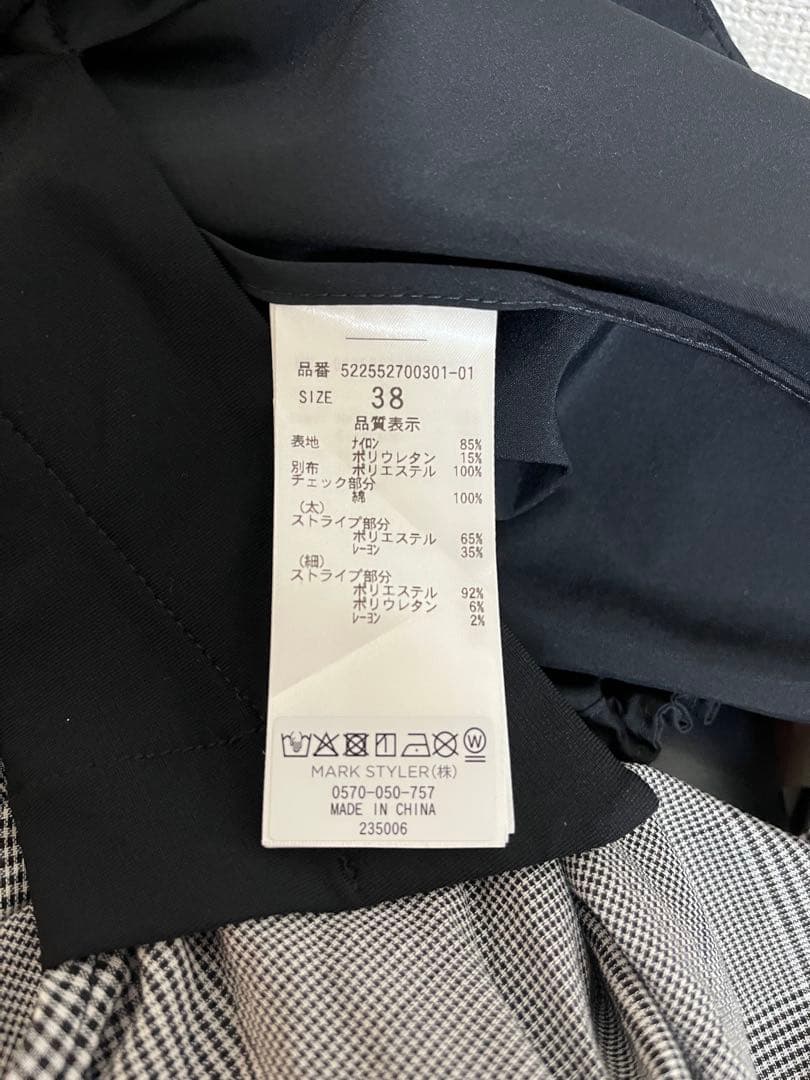 品番 522552700301-01
SIZE 38
品質表示
表地 ﾅｲﾛﾝ 85%
ポリウレタン 15%
別布 ポリエステル 100%
チェック部分
綿 100%
(太)
ストライプ部分
ポリエステル 65%
ﾚｰﾖﾝ 35%
(細)
ストライプ部分
ポリエステル 92%
ポリウレタン 6%
ﾚｰﾖﾝ 2%
W
MARK STYLER(株)
0570-050-757
MADE IN CHINA
235006